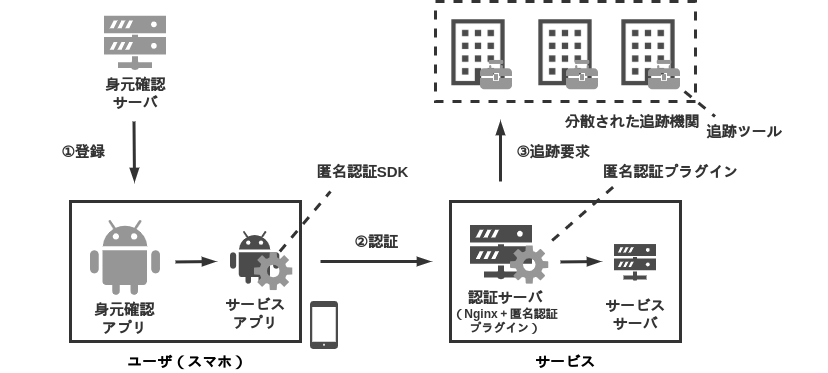 身元確認
サーバ
①登録
分散された追跡機関
追跡ツール
③追跡要求
匿名認証SDK
匿名認証プラグイン
②認証
身元確認
アプリ
サービス
アプリ
認証サーバ
（Nginx + 匿名認証
プラグイン）
サービス
サーバ
ユーザ（スマホ）
サービス